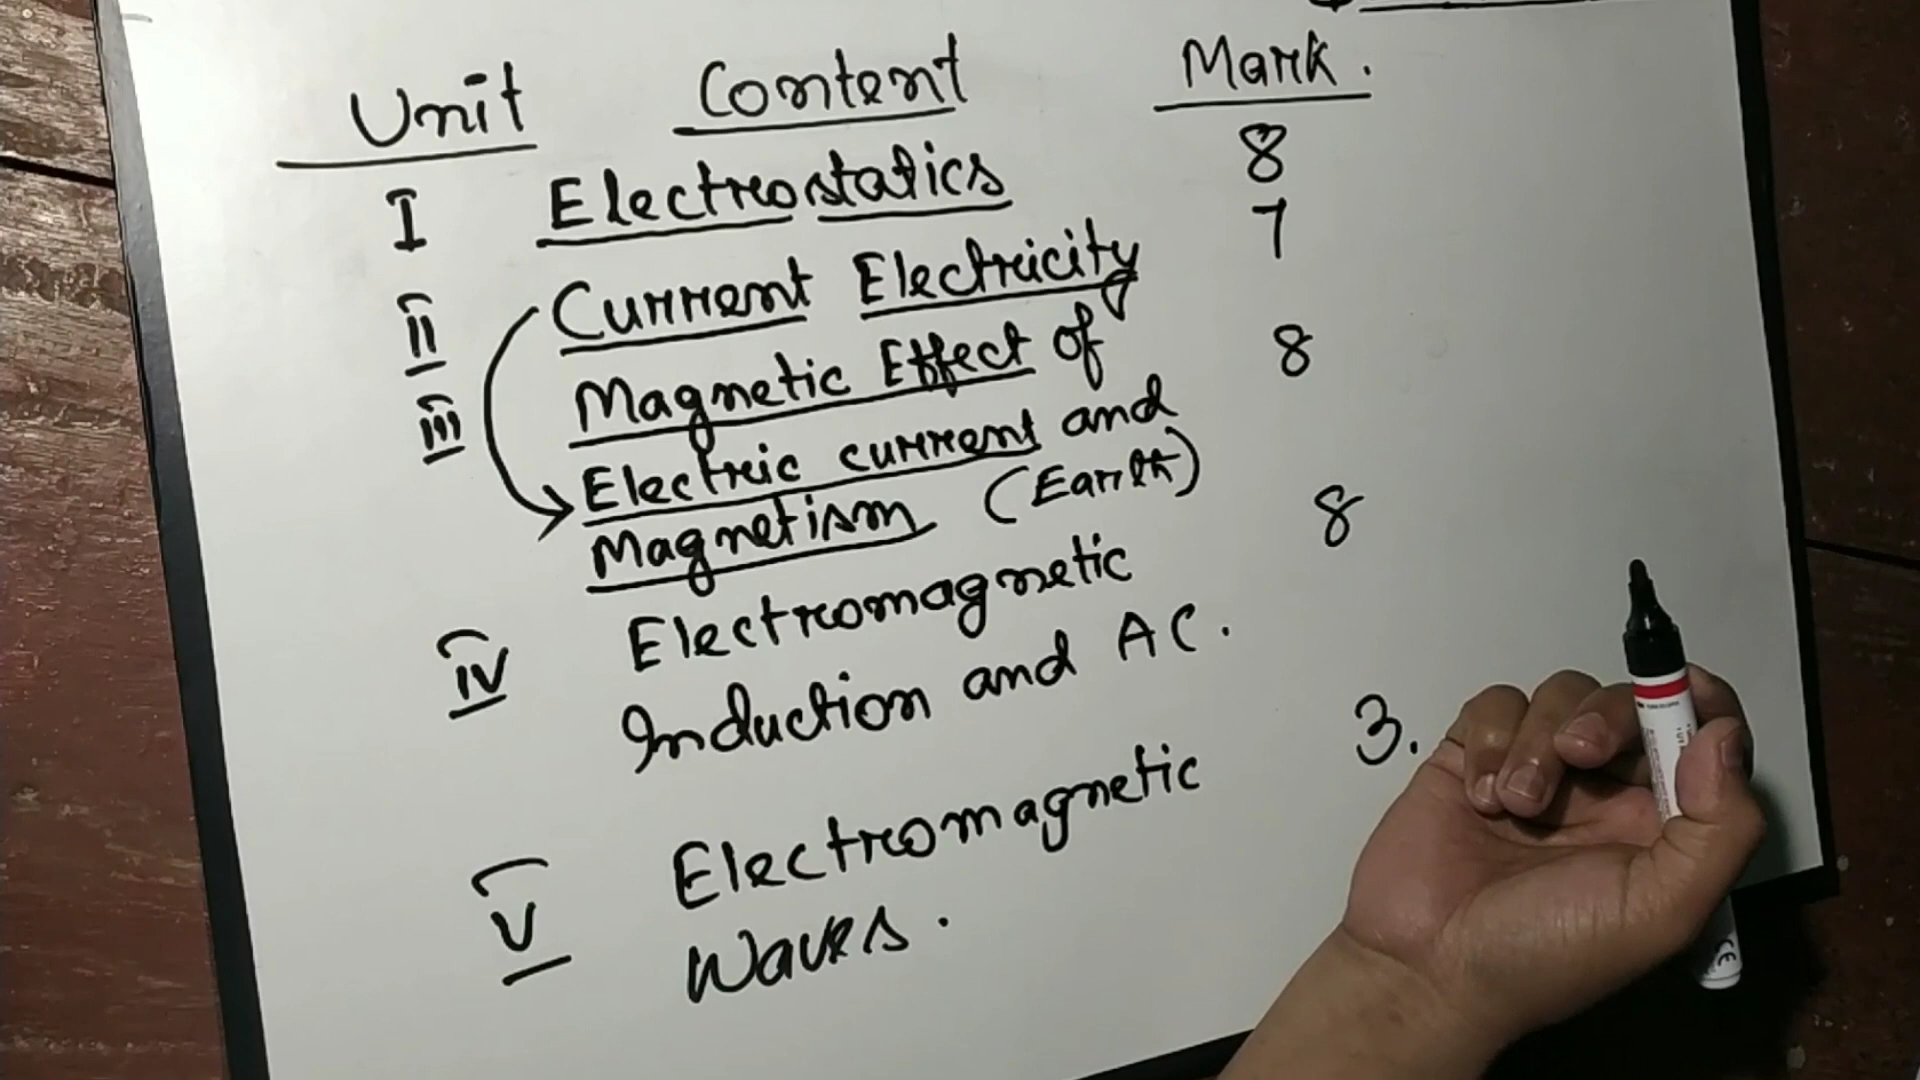 Unit Content Mark.
I Electrostatics 8
II Current Electricity 7
III Magnetic Effect of 8
Electric current and
Magnetism (Earth)
IV Electromagnetic 8
Induction and AC.
V Electromagnetic 3.
Waves.
CE